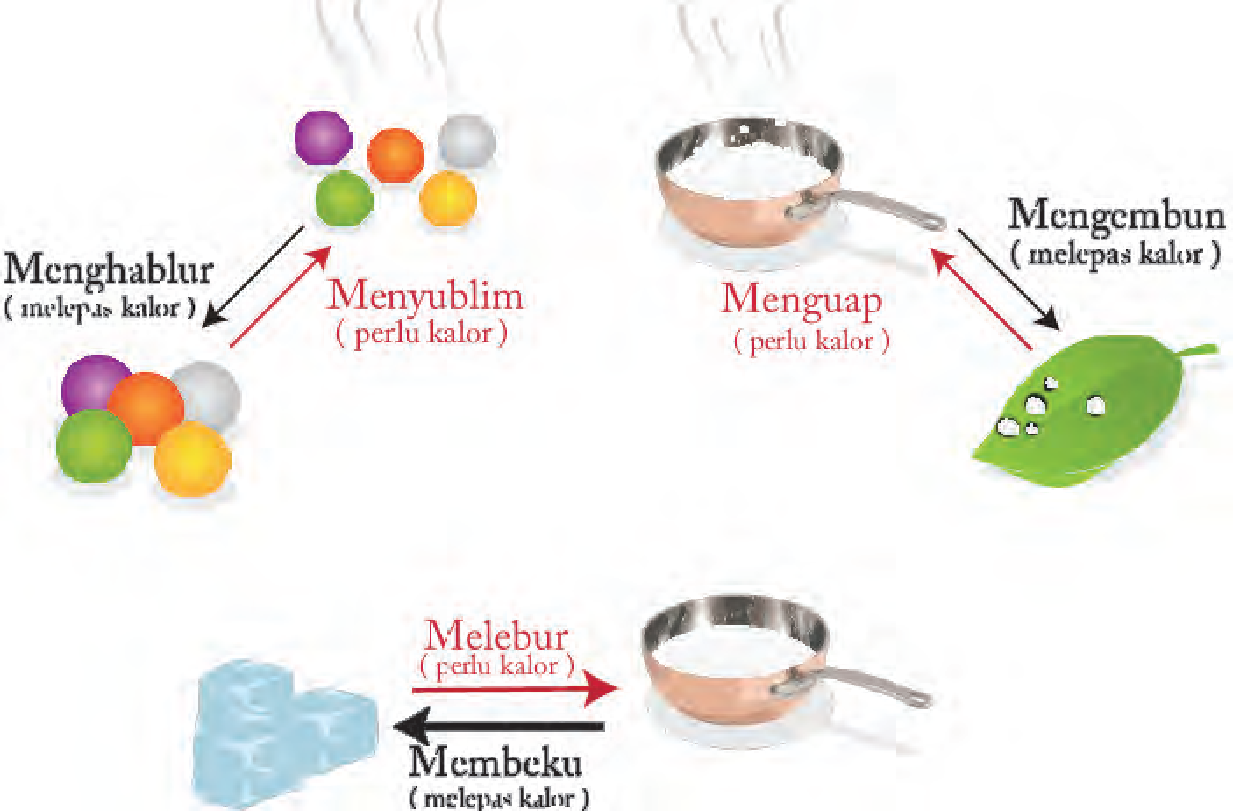 Menghablur
( melepas kalor )
Menyublim
( perlu kalor )
Menguap
( perlu kalor )
Mengembun
( melepas kalor )
Melebur
( perlu kalor )
Membeku
( melepas kalor )